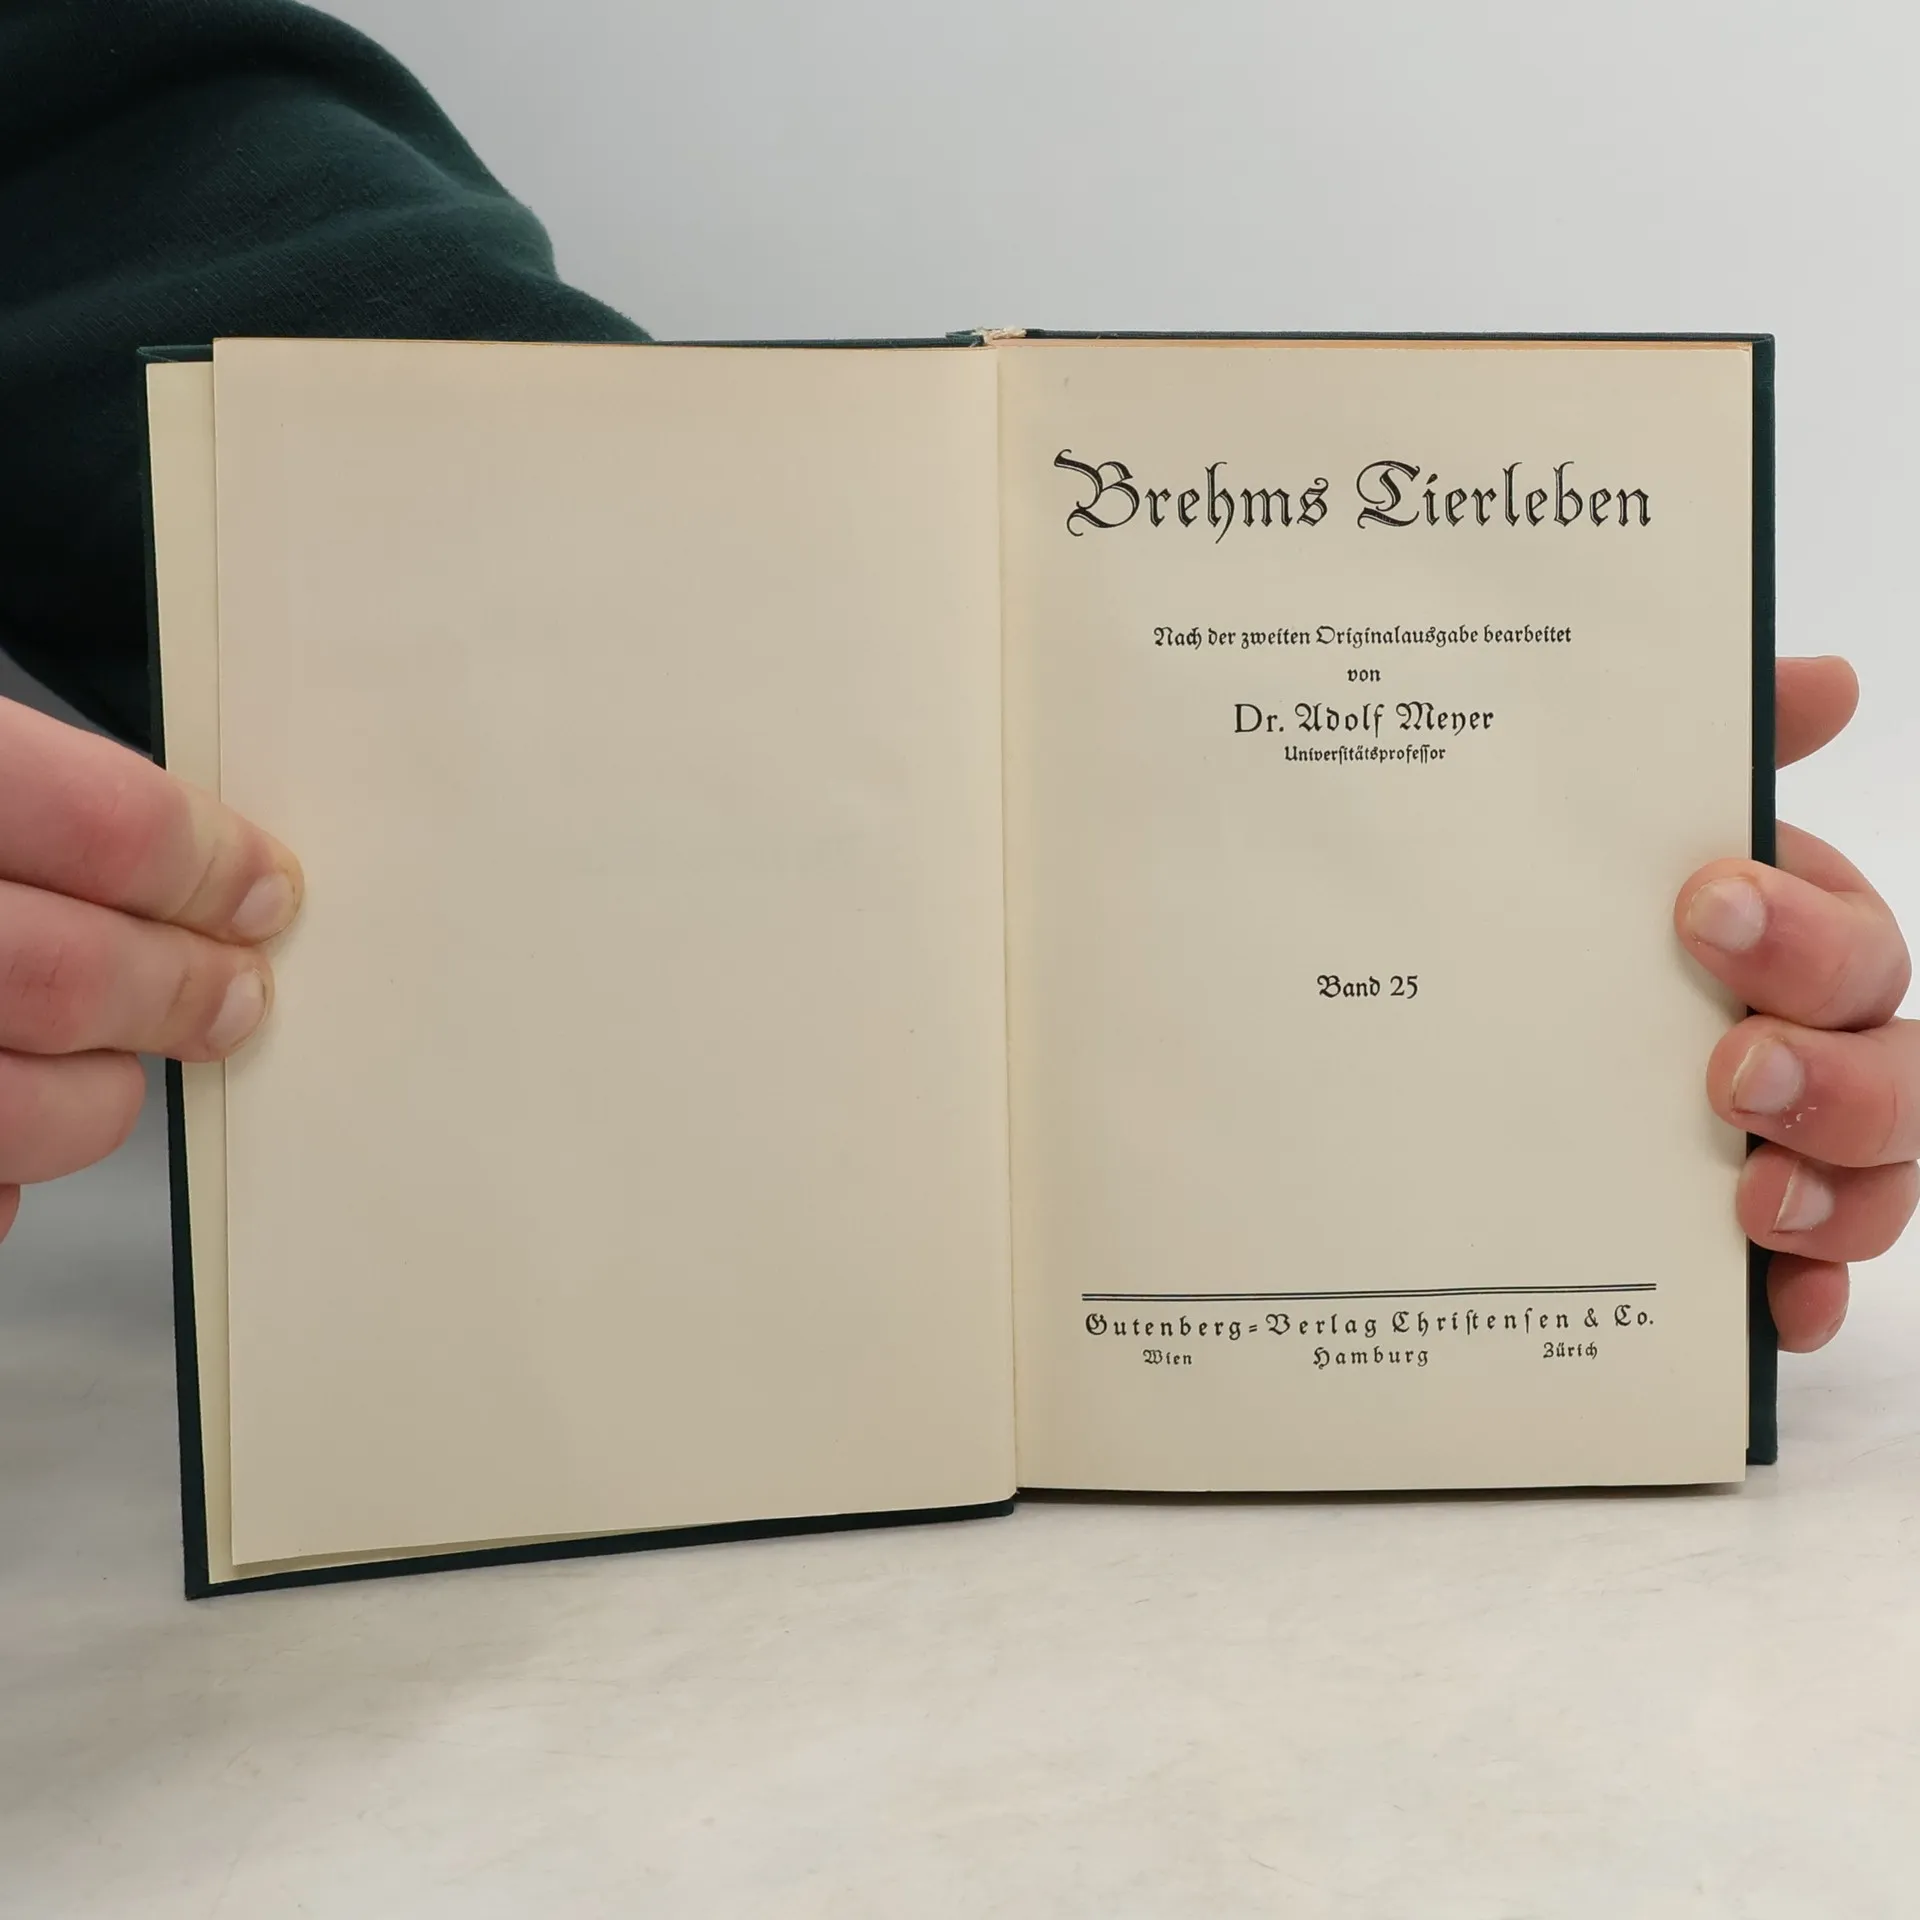 Brehms Tierleben
Nach der zweiten Originalausgabe bearbeitet
von
Dr. Adolf Meyer
Universitätsprofessor
Band 25
Gutenberg=Verlag Christensen & Co.
Wien Hamburg Zürich